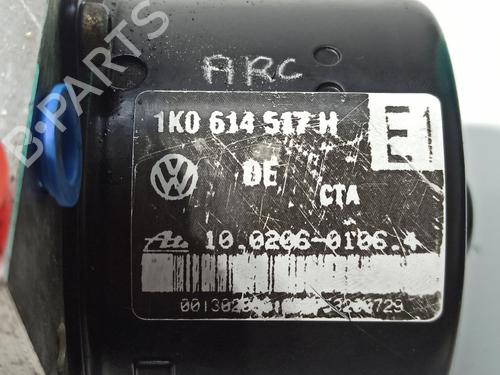 B-PARTS
ARC
1K0 614 517 H
E1
DE
CTA
10.0206-0106.4